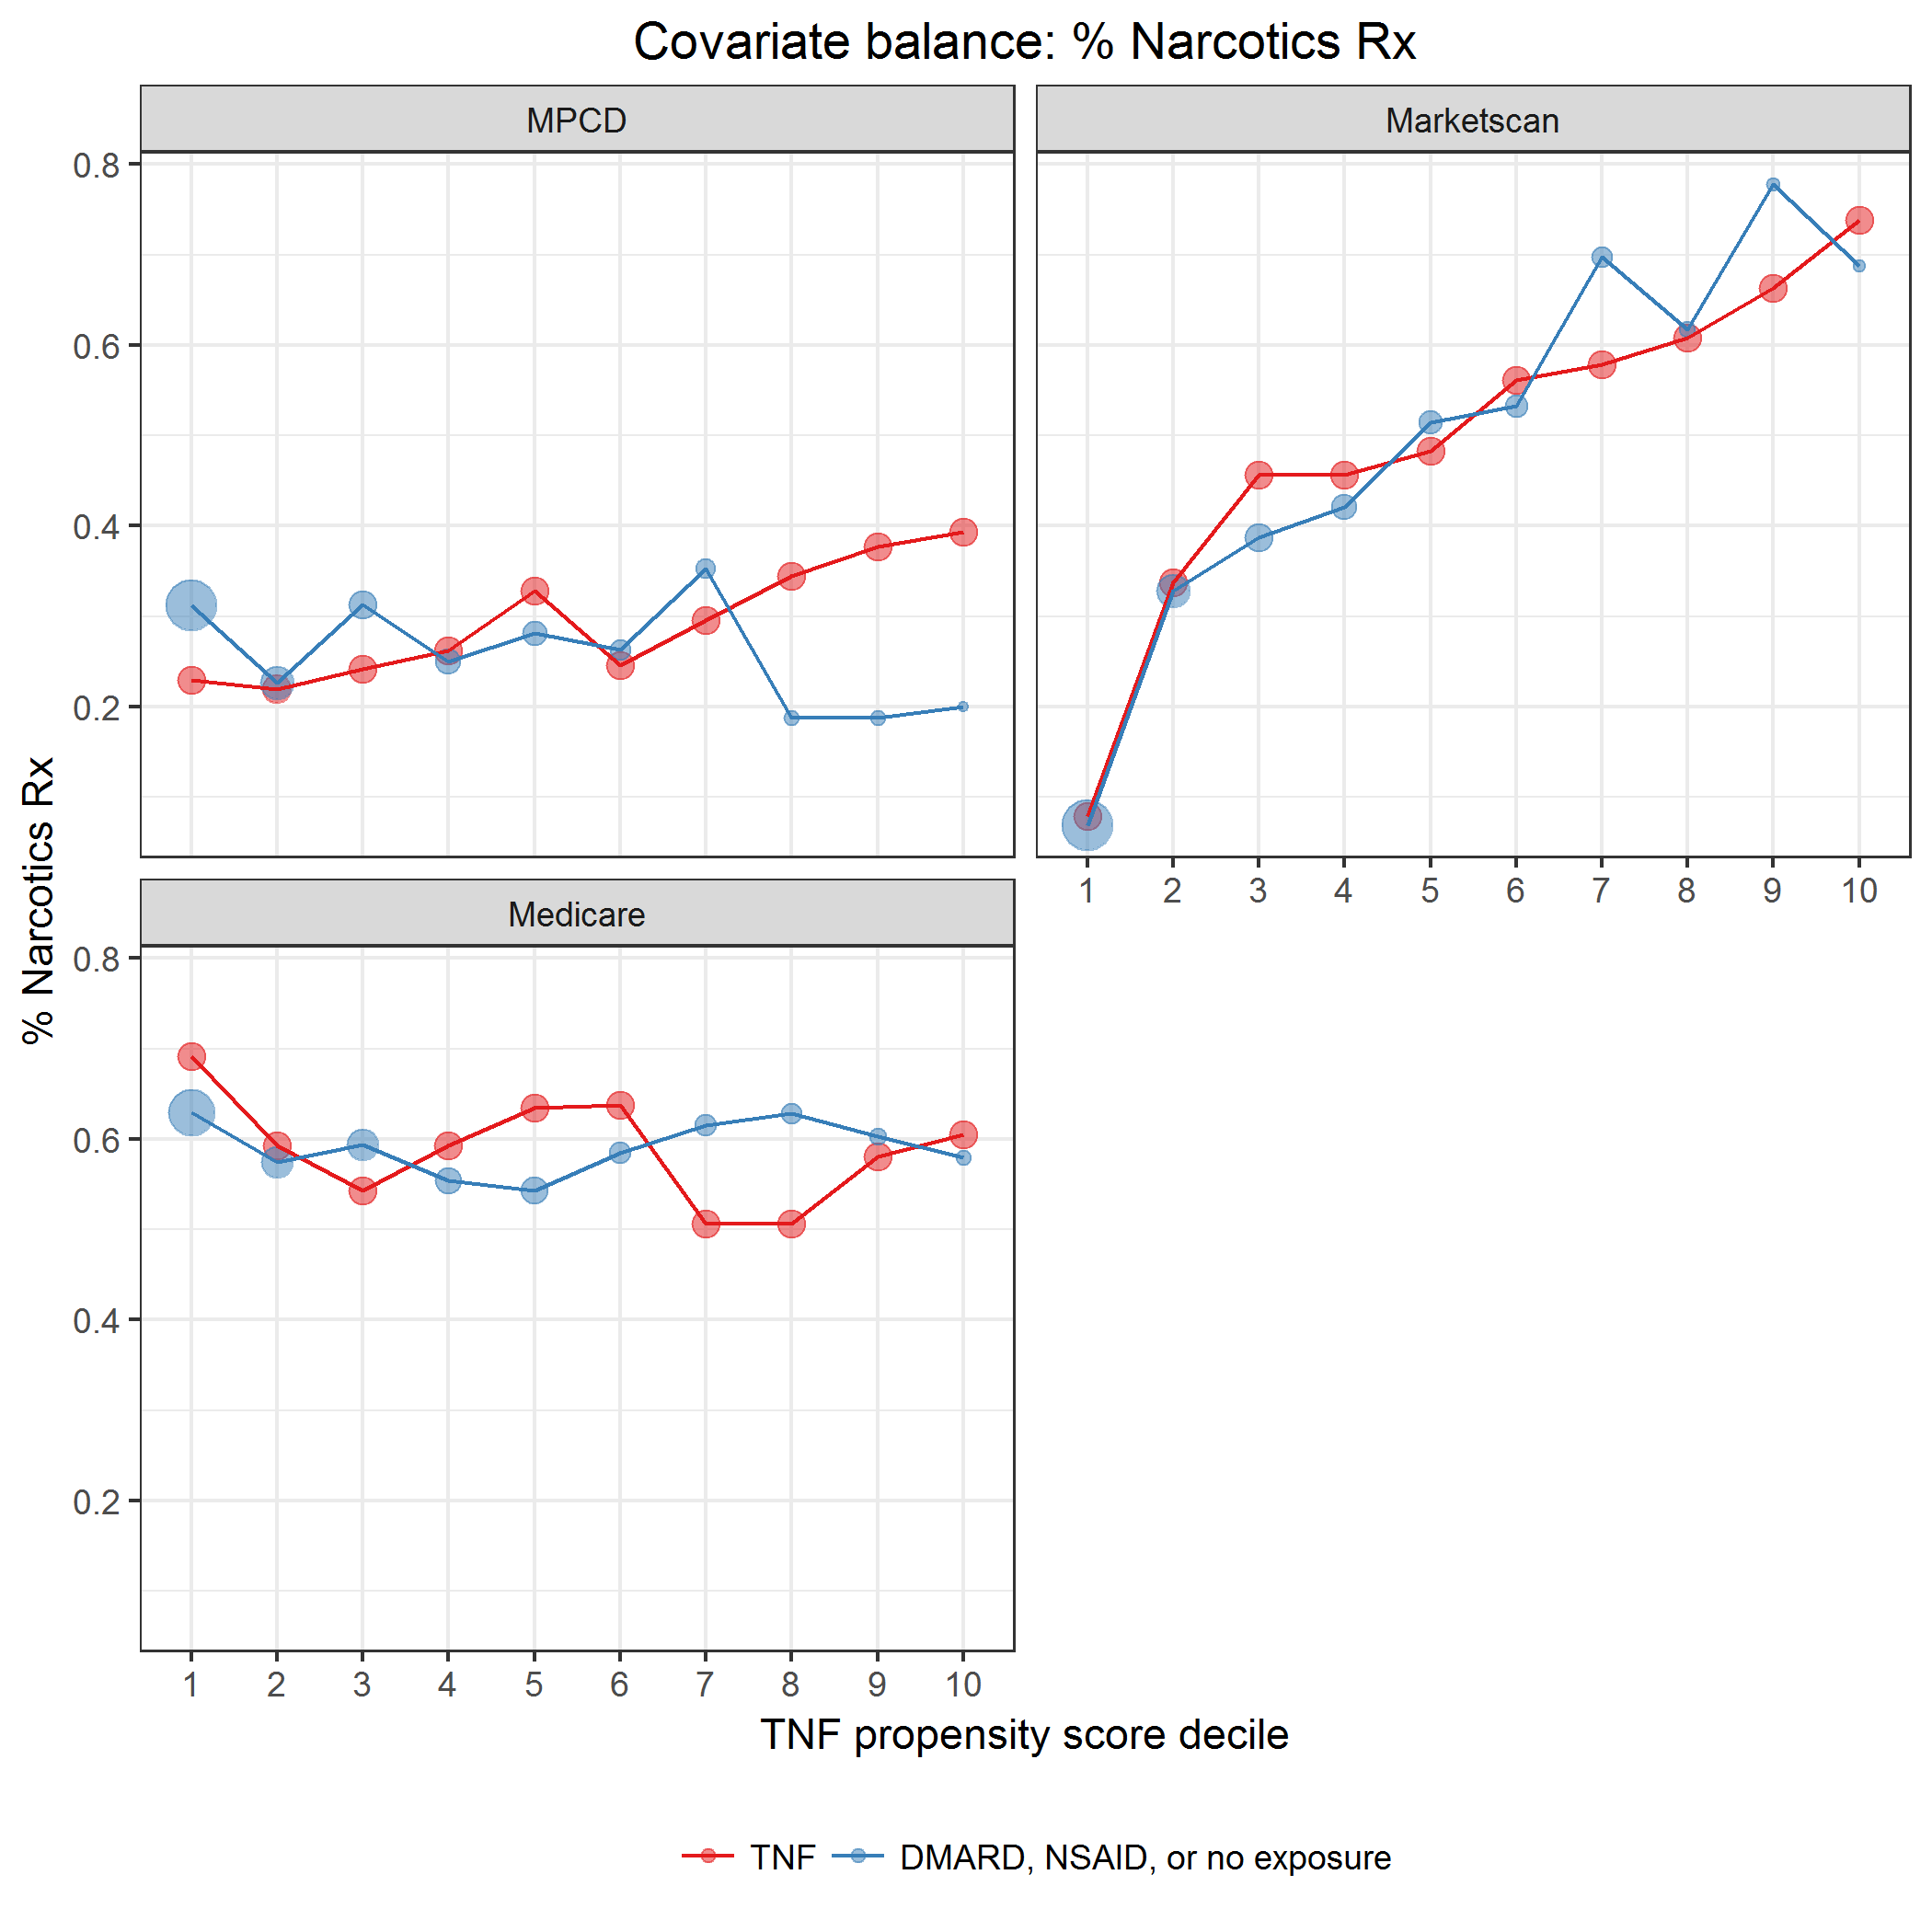 Covariate balance: % Narcotics Rx
MPCD
Marketscan
0.8
0.6
0.4
0.2
1 2 3 4 5 6 7 8 9 10
Medicare
0.8
0.6
0.4
0.2
1 2 3 4 5 6 7 8 9 10
% Narcotics Rx
TNF propensity score decile
TNF DMARD, NSAID, or no exposure